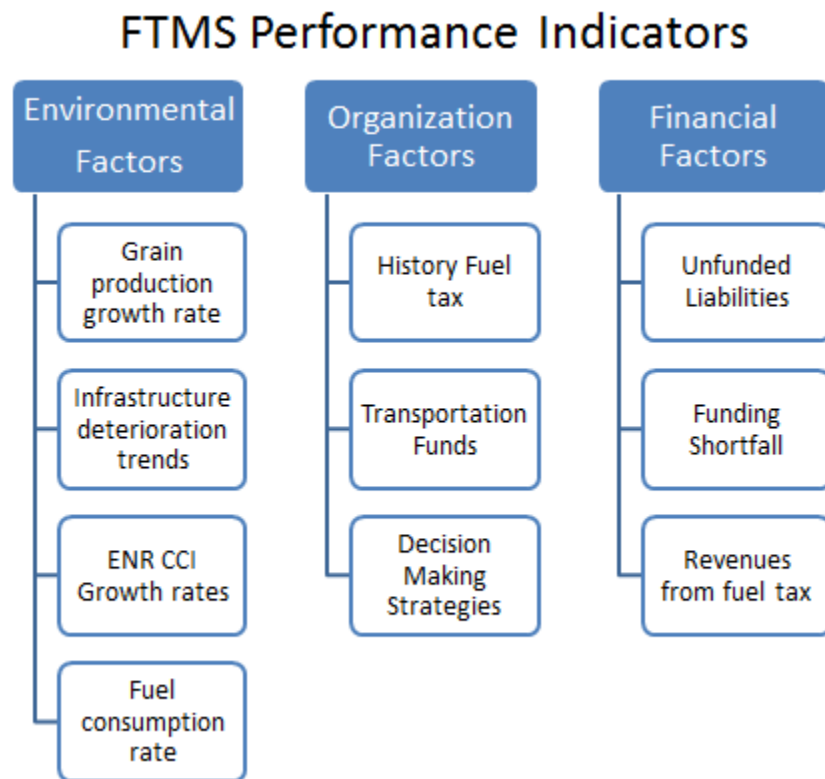 FTMS Performance Indicators
Environmental
Factors
Grain
production
growth rate
Infrastructure
deterioration
trends
ENR CCI
Growth rates
Fuel
consumption
rate
Organization
Factors
History Fuel
tax
Transportation
Funds
Decision
Making
Strategies
Financial
Factors
Unfunded
Liabilities
Funding
Shortfall
Revenues
from fuel tax